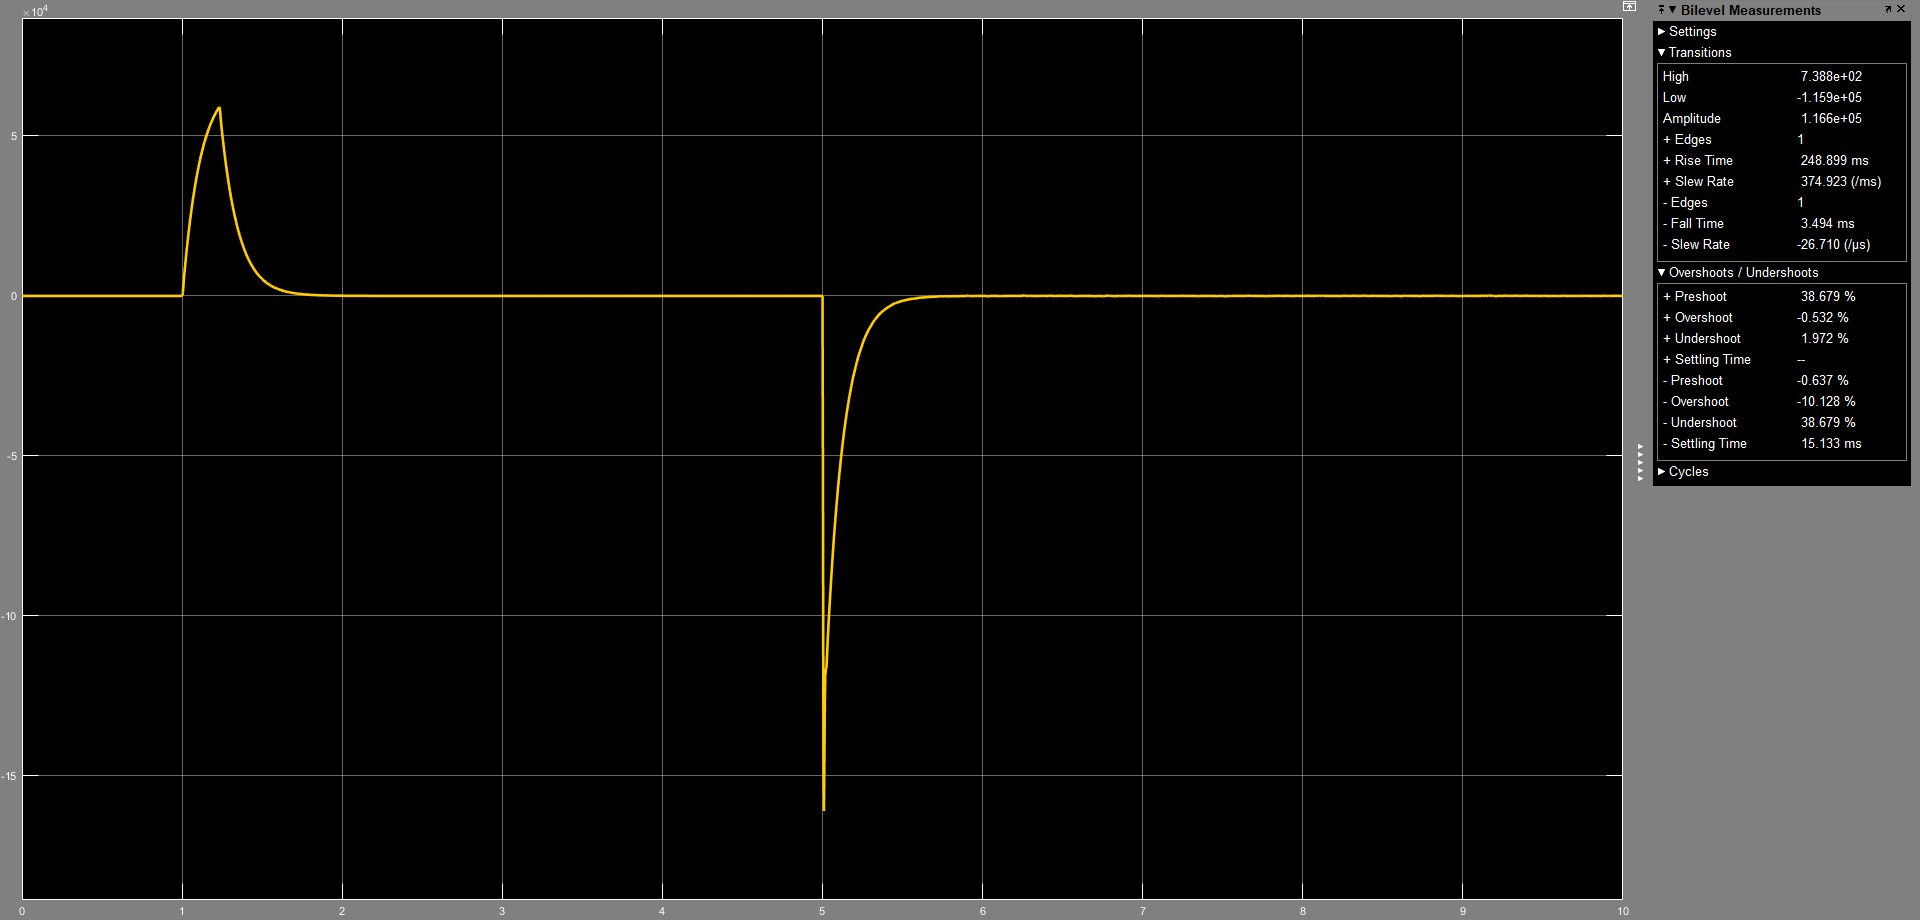 ×10⁴
5
0
-5
-10
-15
0 1 2 3 4 5 6 7 8 9 10
Bilevel Measurements
Settings
Transitions
High 7.388e+02
Low -1.159e+05
Amplitude 1.166e+05
+ Edges 1
+ Rise Time 248.899 ms
+ Slew Rate 374.923 (/ms)
- Edges 1
- Fall Time 3.494 ms
- Slew Rate -26.710 (/µs)
Overshoots / Undershoots
+ Preshoot 38.679 %
+ Overshoot -0.532 %
+ Undershoot 1.972 %
+ Settling Time --
- Preshoot -0.637 %
- Overshoot -10.128 %
- Undershoot 38.679 %
- Settling Time 15.133 ms
Cycles